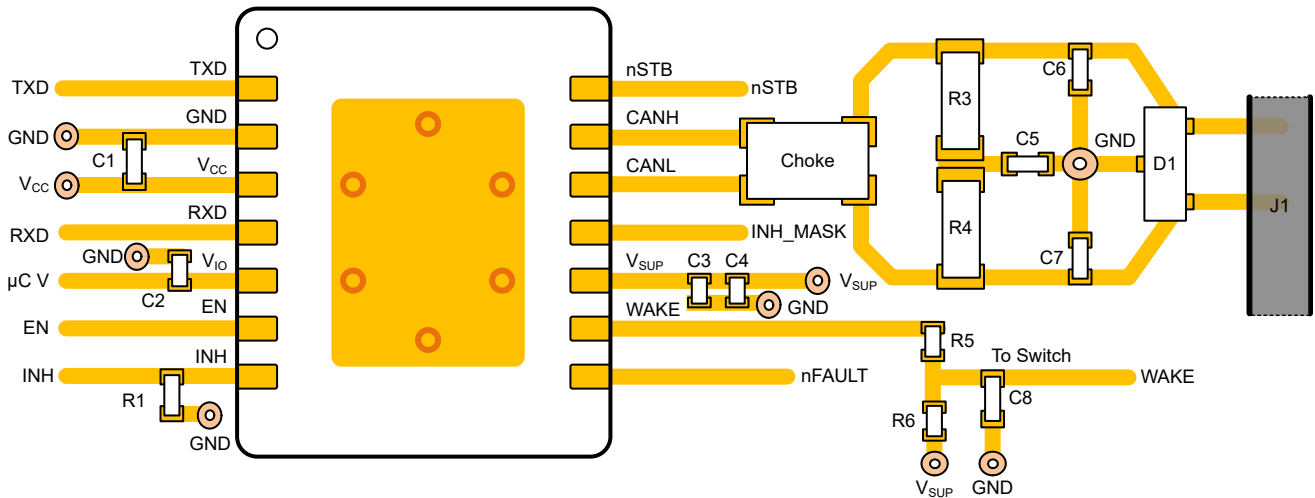 TXD
TXD
GND
GND
C1
VCC
VCC
RXD
RXD
GND
VIO
µC V
C2
EN
EN
INH
INH
R1
GND
nSTB
nSTB
CANH
CANL
Choke
INH_MASK
VSUP
C3
C4
VSUP
GND
WAKE
nFAULT
R3
C6
C5
GND
D1
R4
C7
J1
R5
To Switch
WAKE
R6
C8
VSUP
GND